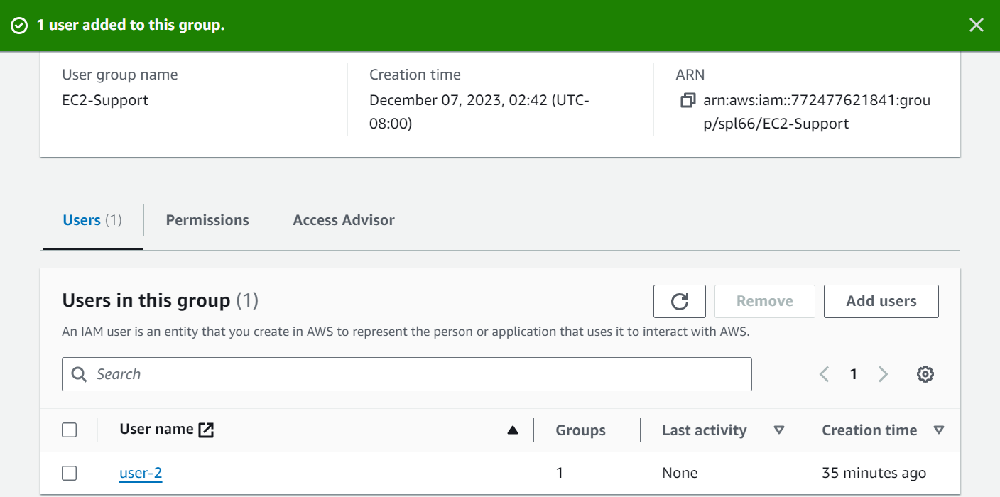 1 user added to this group.
User group name
EC2-Support
Creation time
December 07, 2023, 02:42 (UTC-
08:00)
ARN
arn:aws:iam::772477621841:grou
p/spl66/EC2-Support
Users (1)
Permissions
Access Advisor
Users in this group (1)
Remove
Add users
An IAM user is an entity that you create in AWS to represent the person or application that uses it to interact with AWS.
Search
1
User name
Groups
Last activity
Creation time
user-2
1
None
35 minutes ago